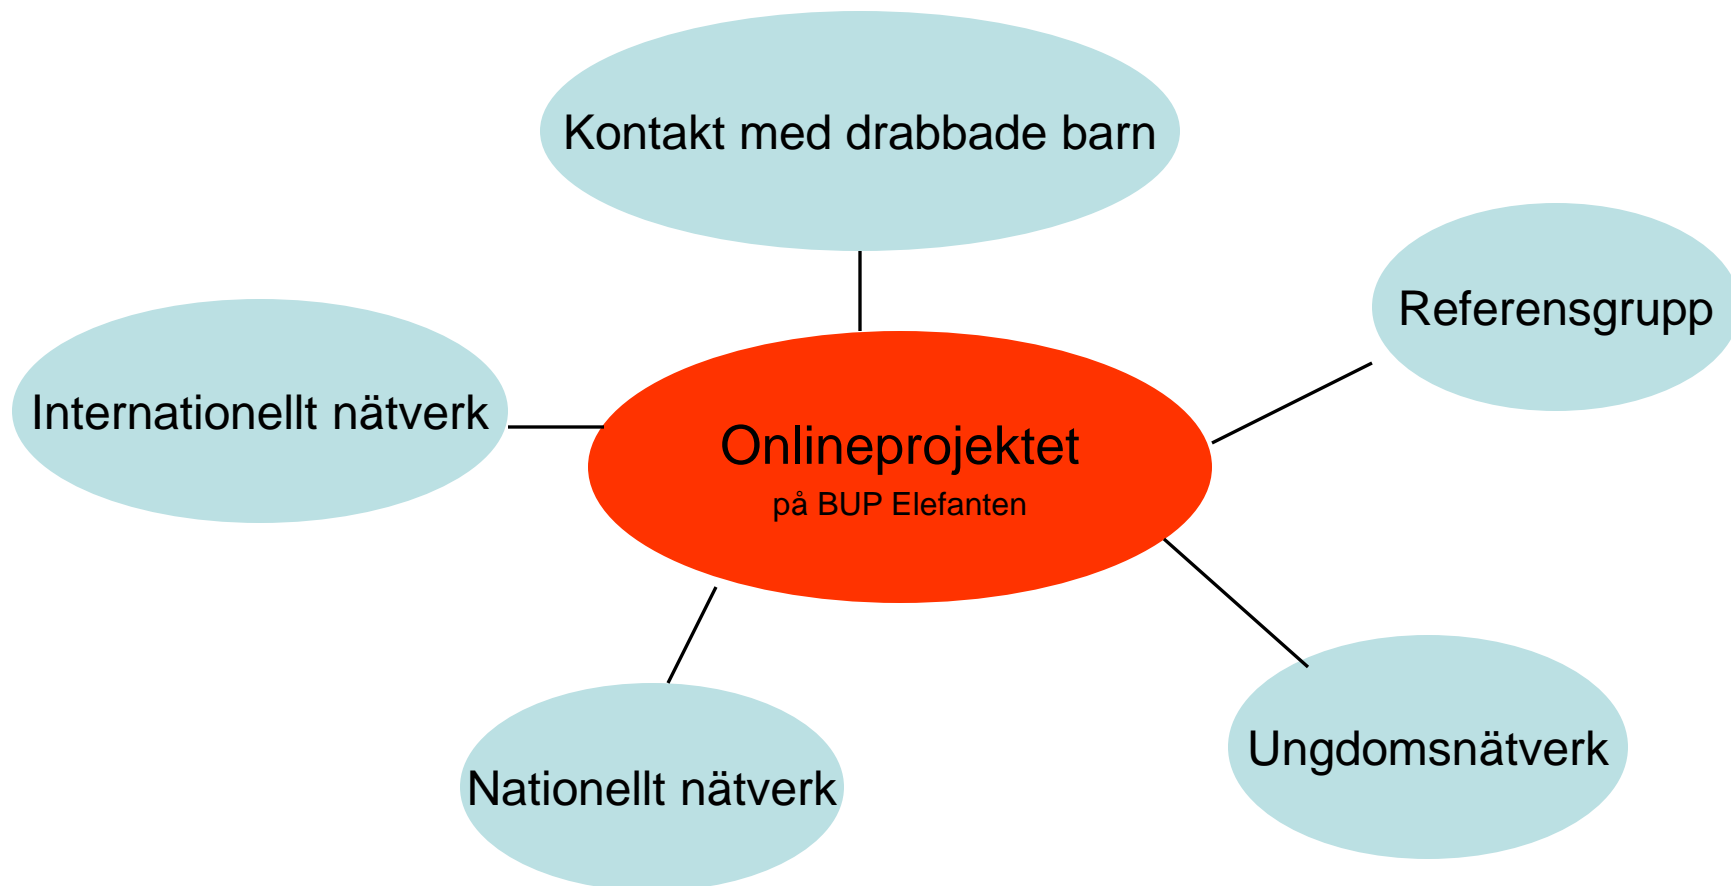 Kontakt med drabbade barn
Referensgrupp
Internationellt nätverk
Onlineprojektet
på BUP Elefanten
Ungdomsnätverk
Nationellt nätverk